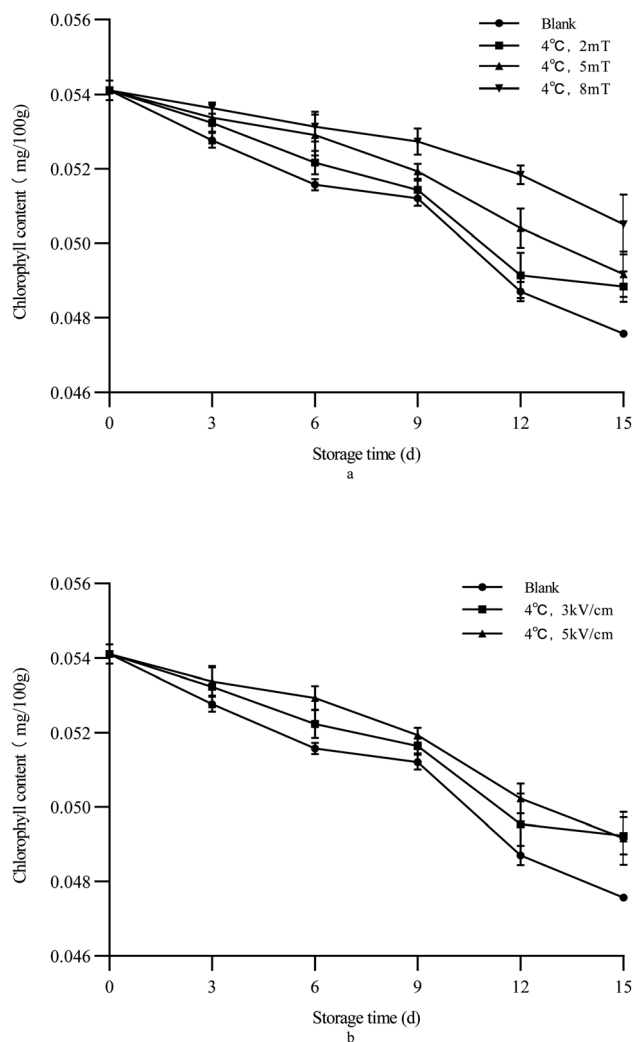 0.056
0.054
0.052
0.050
0.048
0.046
Chlorophyll content ( mg/100g)
Blank
4℃, 2mT
4℃, 5mT
4℃, 8mT
0 3 6 9 12 15
Storage time (d)
a
0.056
0.054
0.052
0.050
0.048
0.046
Chlorophyll content ( mg/100g)
Blank
4℃, 3kV/cm
4℃, 5kV/cm
0 3 6 9 12 15
Storage time (d)
b